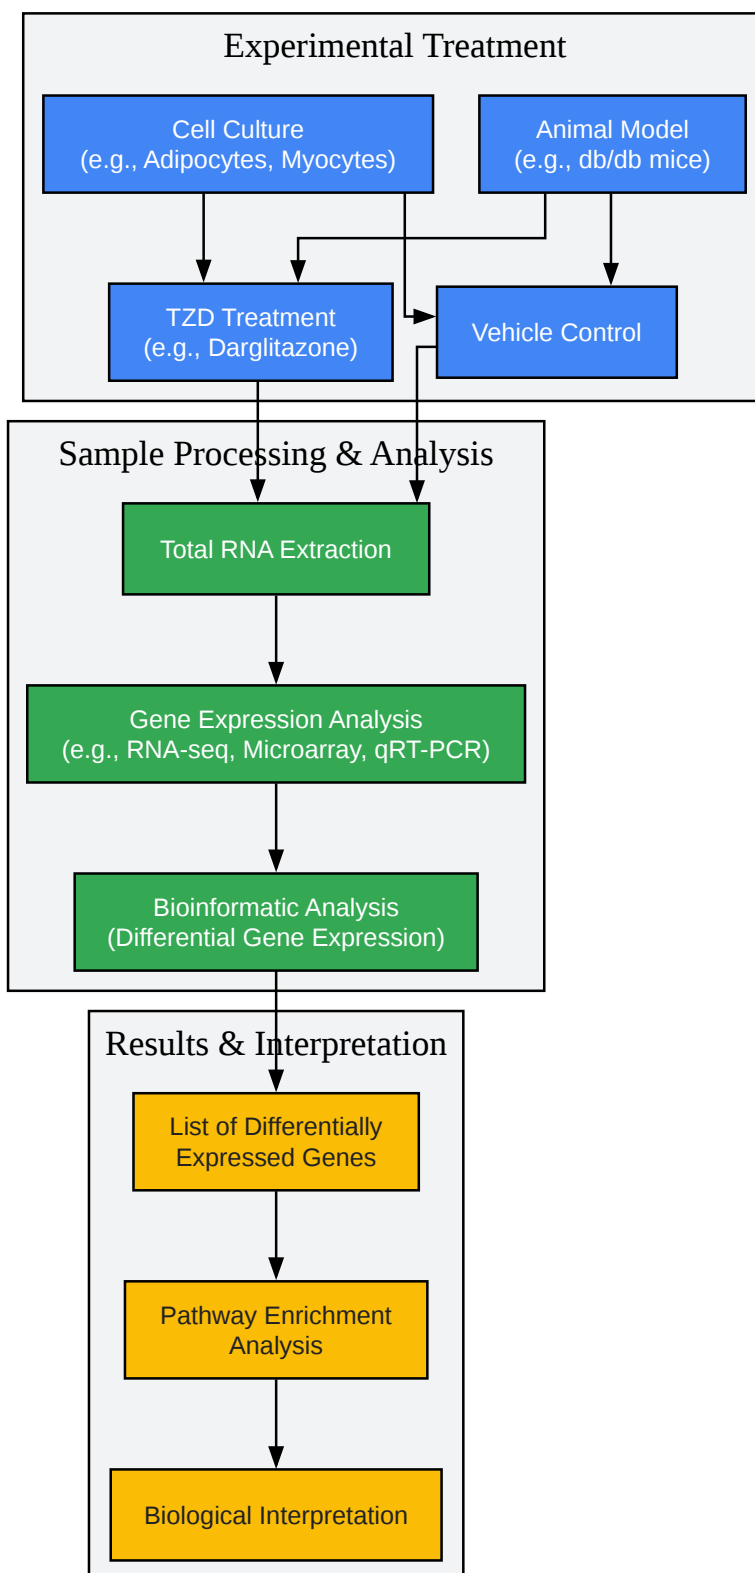 Experimental Treatment
Cell Culture
(e.g., Adipocytes, Myocytes)
Animal Model
(e.g., db/db mice)
TZD Treatment
(e.g., Darglitazone)
Vehicle Control
Sample Processing & Analysis
Total RNA Extraction
Gene Expression Analysis
(e.g., RNA-seq, Microarray, qRT-PCR)
Bioinformatic Analysis
(Differential Gene Expression)
Results & Interpretation
List of Differentially
Expressed Genes
Pathway Enrichment
Analysis
Biological Interpretation